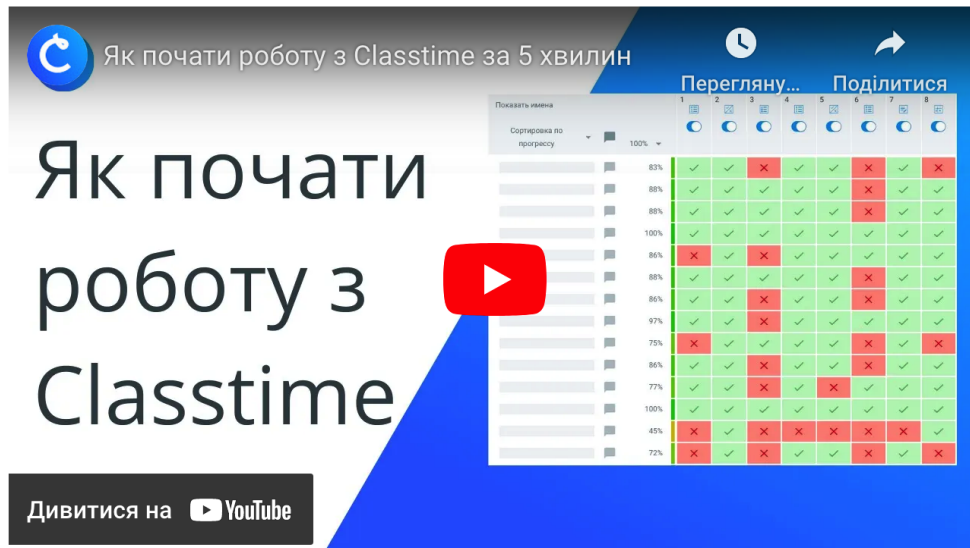 Як почати роботу з Classtime за 5 хвилин
Перегляну...
Поділитися
Як почати
роботу з
Classtime
Показать имена
Сортировка по
прогрессу
100%
1 2 3 4 5 6 7 8
83%
88%
88%
100%
86%
88%
86%
97%
75%
86%
77%
100%
45%
72%
Дивитися на YouTube